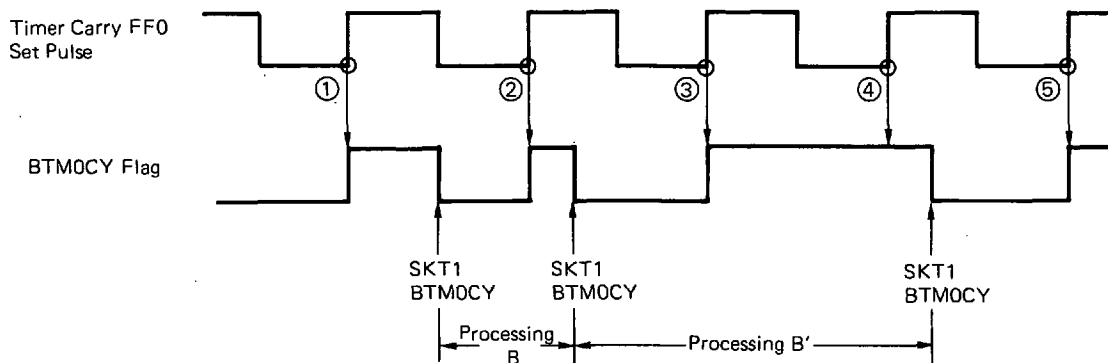 Timer Carry FF0
Set Pulse
① ② ③ ④ ⑤
BTM0CY Flag
SKT1 SKT1 SKT1
BTM0CY BTM0CY BTM0CY
Processing Processing B'
B